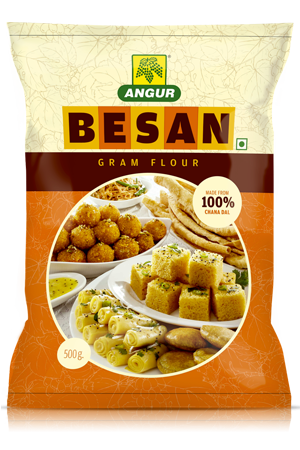 ANGUR
BESAN
GRAM FLOUR
MADE FROM
100%
CHANA DAL
500g.